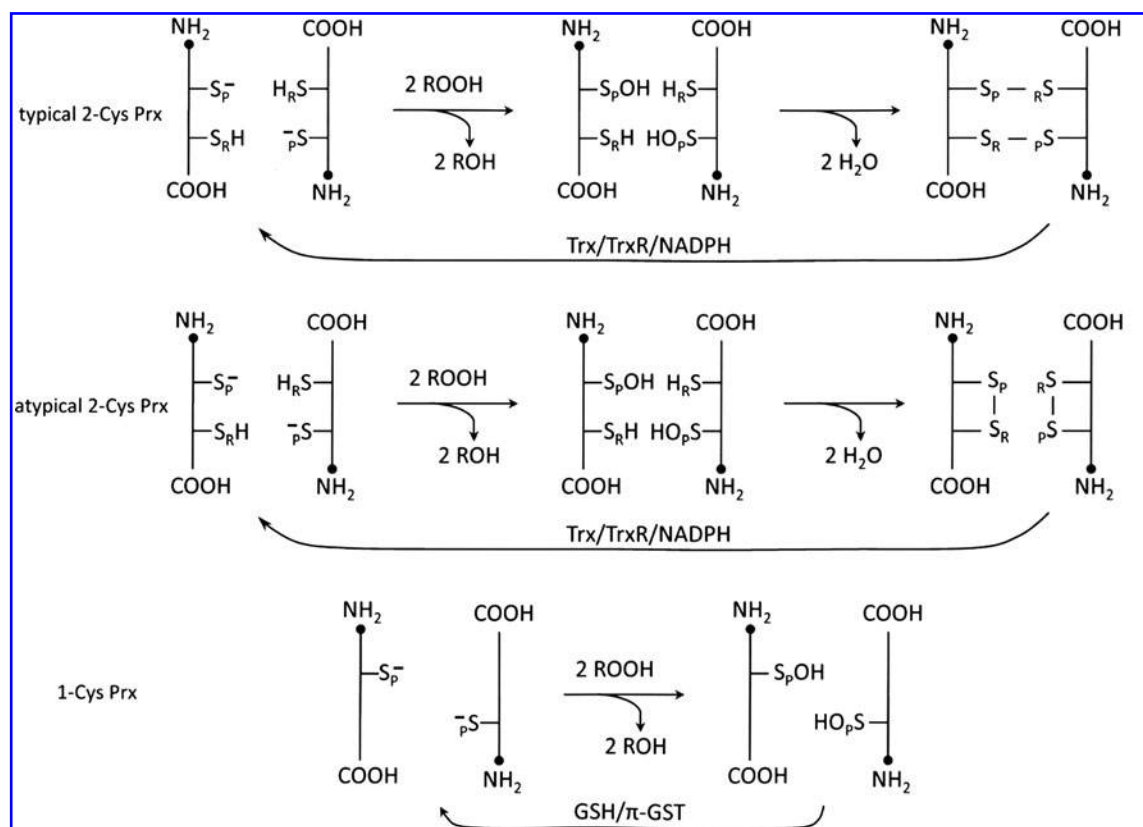 NH₂ COOH NH₂ COOH NH₂ COOH
typical 2-Cys Prx
S_P⁻ H_RS 2 ROOH S_POH H_RS S_P — _RS
S_RH ⁻_PS 2 ROH S_RH HO_PS 2 H₂O S_R — _PS
COOH NH₂ COOH NH₂ COOH NH₂
Trx/TrxR/NADPH
NH₂ COOH NH₂ COOH NH₂ COOH
atypical 2-Cys Prx
S_P⁻ H_RS 2 ROOH S_POH H_RS S_P _RS
S_RH ⁻_PS 2 ROH S_RH HO_PS 2 H₂O S_R _PS
COOH NH₂ COOH NH₂ COOH NH₂
Trx/TrxR/NADPH
NH₂ COOH NH₂ COOH
1-Cys Prx
S_P⁻ 2 ROOH S_POH
⁻_PS 2 ROH HO_PS
COOH NH₂ COOH NH₂
GSH/π-GST